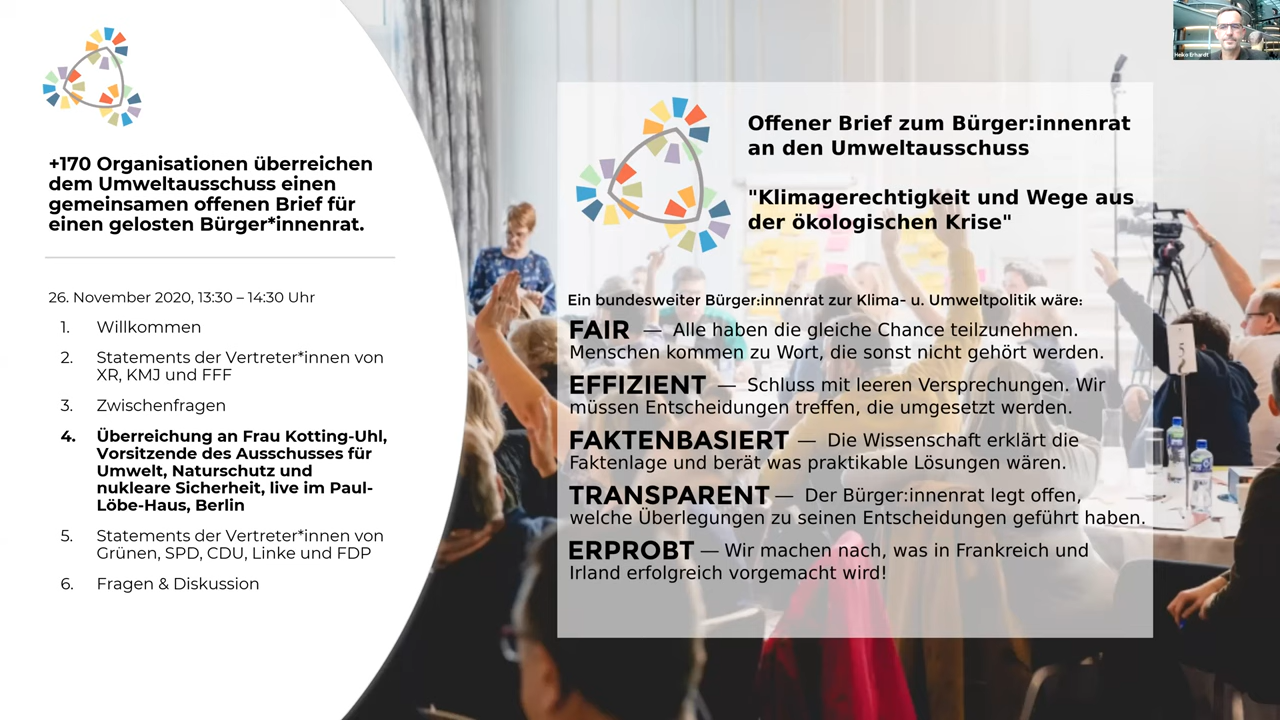 +170 Organisationen überreichen
dem Umweltausschuss einen
gemeinsamen offenen Brief für
einen gelosten Bürger*innenrat.
26. November 2020, 13:30 – 14:30 Uhr
1. Willkommen
2. Statements der Vertreter*innen von
XR, KMJ und FFF
3. Zwischenfragen
4. Überreichung an Frau Kotting-Uhl,
Vorsitzende des Ausschusses für
Umwelt, Naturschutz und
nukleare Sicherheit, live im Paul-
Löbe-Haus, Berlin
5. Statements der Vertreter*innen von
Grünen, SPD, CDU, Linke und FDP
6. Fragen & Diskussion
Offener Brief zum Bürger:innenrat
an den Umweltausschuss
"Klimagerechtigkeit und Wege aus
der ökologischen Krise"
Ein bundesweiter Bürger:innenrat zur Klima- u. Umweltpolitik wäre:
FAIR — Alle haben die gleiche Chance teilzunehmen.
Menschen kommen zu Wort, die sonst nicht gehört werden.
EFFIZIENT — Schluss mit leeren Versprechungen. Wir
müssen Entscheidungen treffen, die umgesetzt werden.
FAKTENBASIERT — Die Wissenschaft erklärt die
Faktenlage und berät was praktikable Lösungen wären.
TRANSPARENT — Der Bürger:innenrat legt offen,
welche Überlegungen zu seinen Entscheidungen geführt haben.
ERPROBT — Wir machen nach, was in Frankreich und
Irland erfolgreich vorgemacht wird!
Heiko Erhardt
5